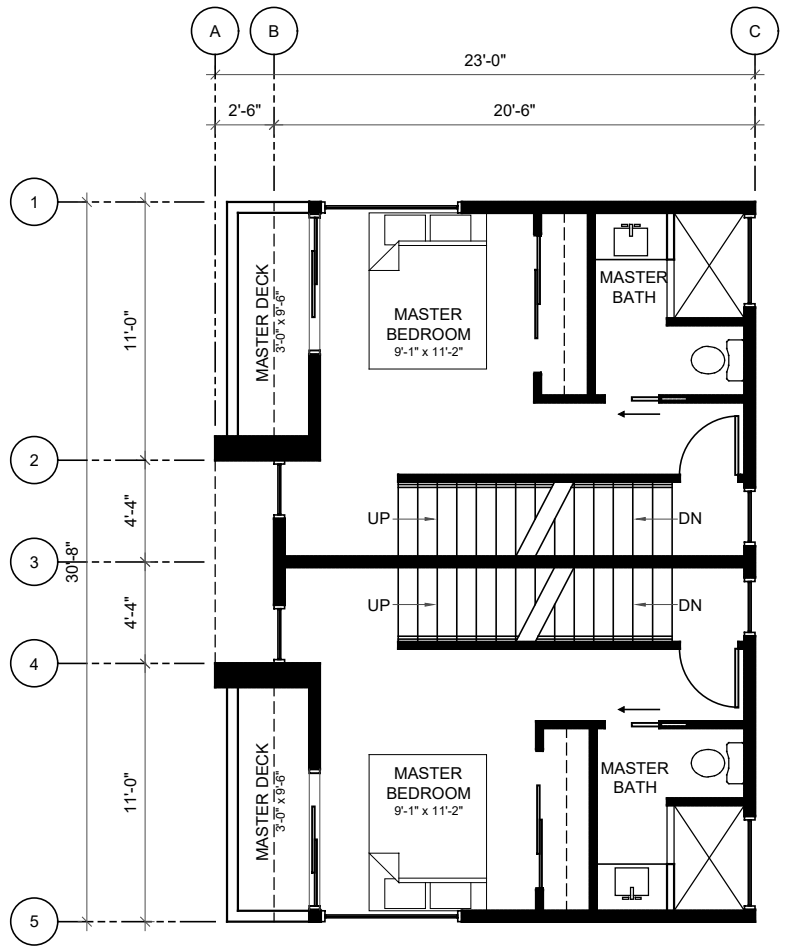 A
B
C
23'-0"
2'-6"
20'-6"
1
MASTER DECK
3'-0" x 9'-6"
MASTER
BATH
11'-0"
MASTER
BEDROOM
9'-1" x 11'-2"
2
4'-4"
UP
DN
3
30'-8"
4'-4"
UP
DN
4
MASTER DECK
3'-0" x 9'-6"
MASTER
BEDROOM
9'-1" x 11'-2"
MASTER
BATH
11'-0"
5